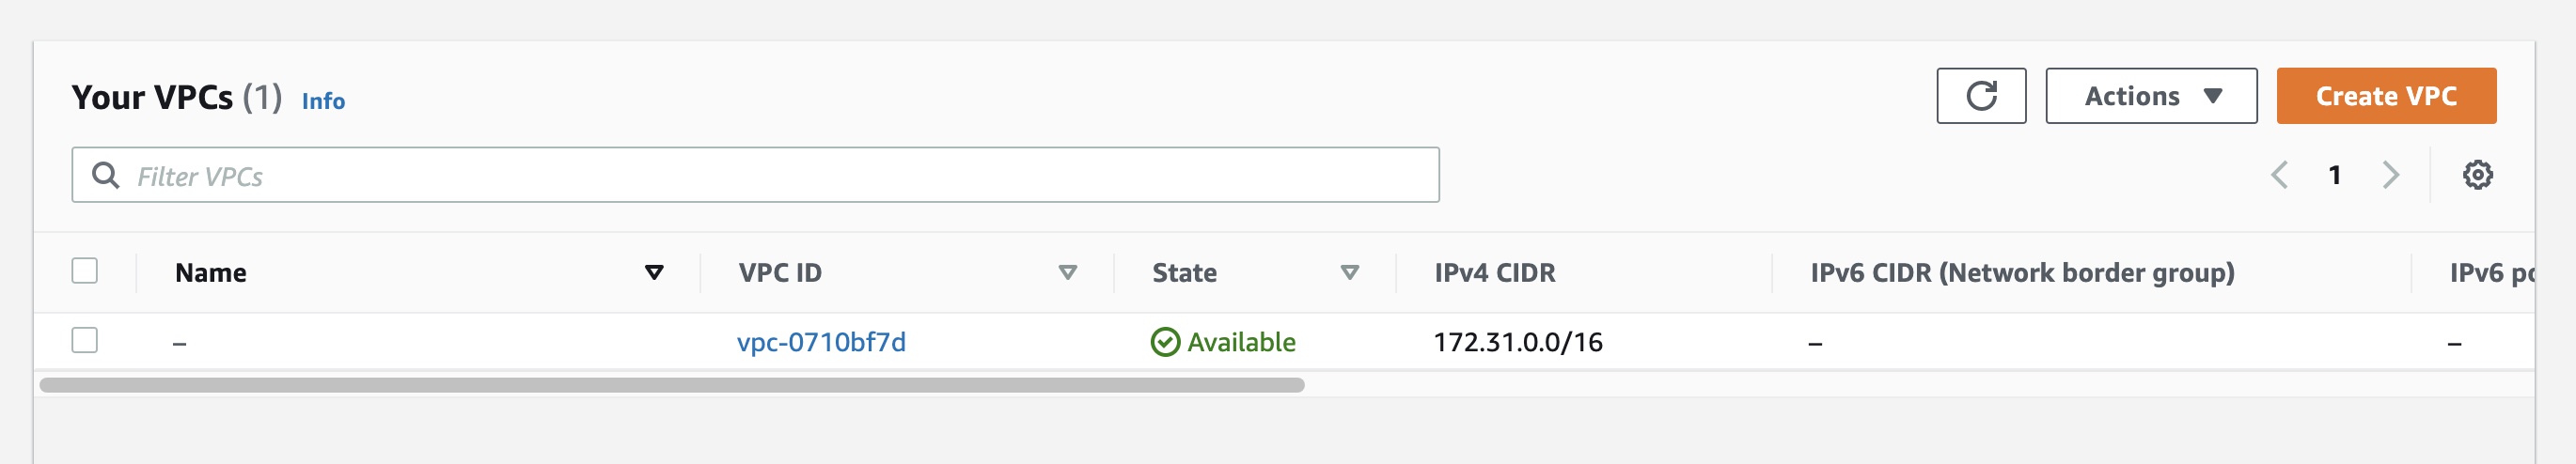 Your VPCs (1) Info
Actions
Create VPC
Filter VPCs
1
Name VPC ID State IPv4 CIDR IPv6 CIDR (Network border group) IPv6 po
– vpc-0710bf7d Available 172.31.0.0/16 – –